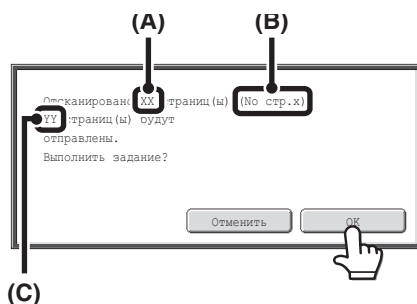 (A) (B)
Отсканировано XX страниц(ы) (No стр.x)
YY страниц(ы) будут
отправлены.
Выполнить задание?
Отменить OK
(C)